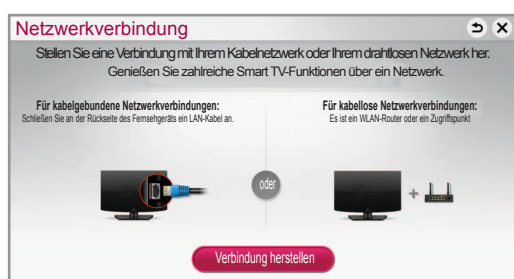 Netzwerkverbindung
Stellen Sie eine Verbindung mit Ihrem Kabelnetzwerk oder Ihrem drahtlosen Netzwerk her.
Genießen Sie zahlreiche Smart TV-Funktionen über ein Netzwerk.
Für kabelgebundene Netzwerkverbindungen:
Schließen Sie an der Rückseite des Fernsehgeräts ein LAN-Kabel an.
oder
Für kabellose Netzwerkverbindungen:
Es ist ein WLAN-Router oder ein Zugriffspunkt
+
Verbindung herstellen